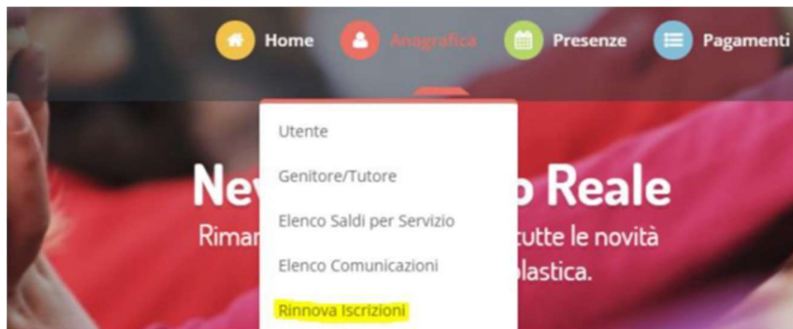 Home Anagrafica Presenze Pagamenti
Utente
Genitore/Tutore
Elenco Saldi per Servizio
Elenco Comunicazioni
Rinnova Iscrizioni
Reale
tutte le novità